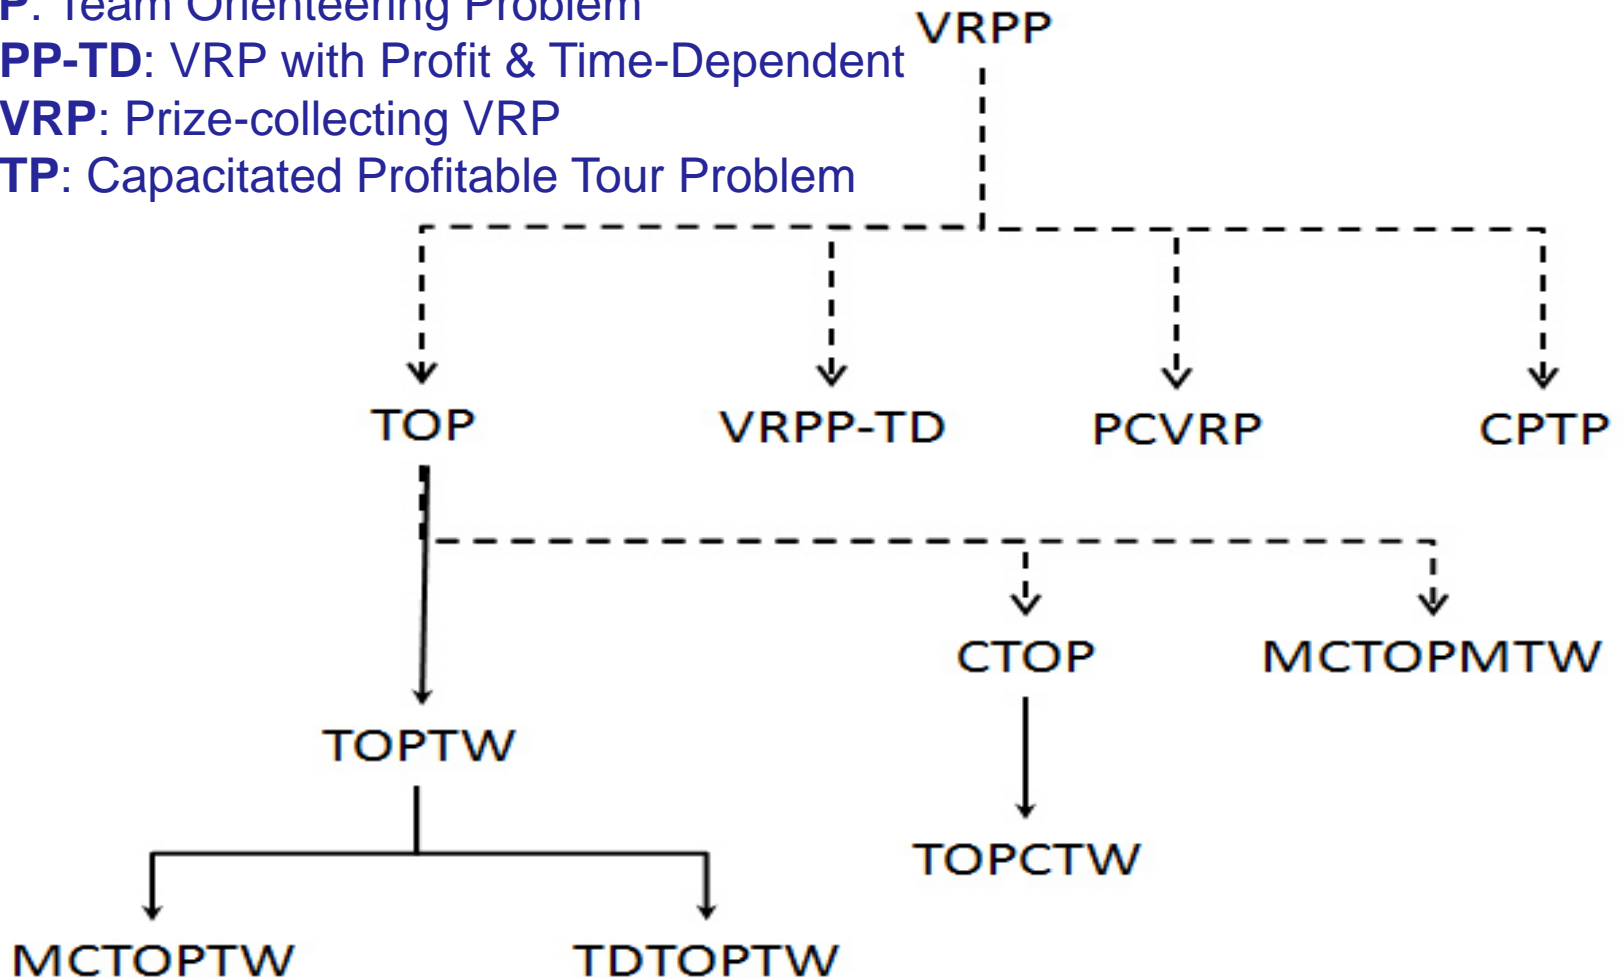 P: Team Orienteering Problem
PP-TD: VRP with Profit & Time-Dependent
VRP: Prize-collecting VRP
TP: Capacitated Profitable Tour Problem
VRPP
TOP VRPP-TD PCVRP CPTP
CTOP MCTOPMTW
TOPTW
TOPCTW
MCTOPTW TDTOPTW